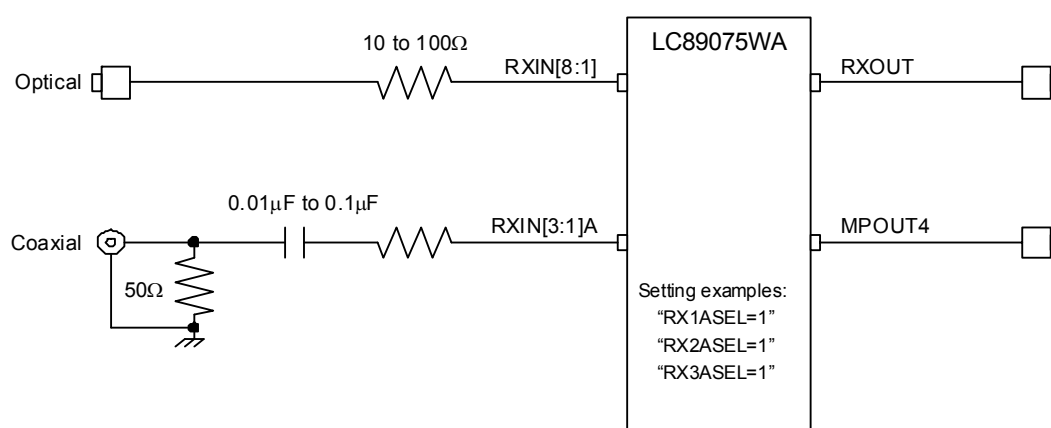 10 to 100Ω
LC89075WA
Optical
RXIN[8:1]
RXOUT
0.01μF to 0.1μF
Coaxial
RXIN[3:1]A
MPOUT4
50Ω
Setting examples:
“RX1ASEL=1”
“RX2ASEL=1”
“RX3ASEL=1”